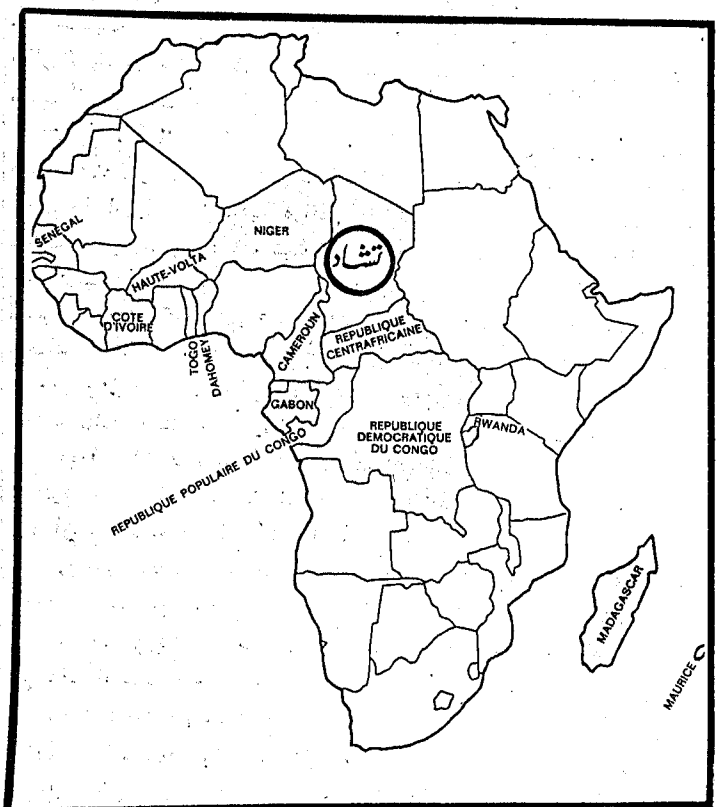 SENEGAL
NIGER
تشاد
HAUTE-VOLTA
COTE
D'IVOIRE
TOGO
DAHOMEY
CAMEROUN
REPUBLIQUE
CENTRAFRICAINE
GABON
REPUBLIQUE POPULAIRE DU CONGO
REPUBLIQUE
DEMOCRATIQUE
DU CONGO
RWANDA
MADAGASCAR
MAURICE